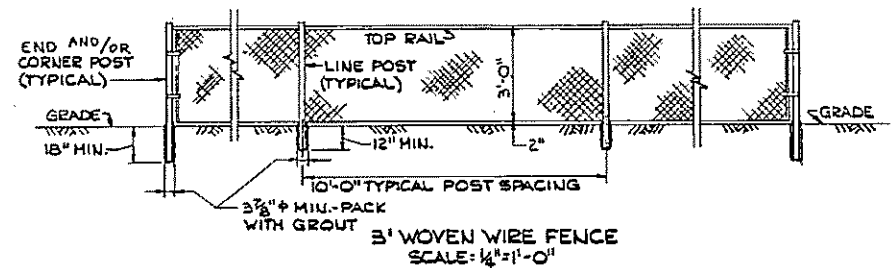 END AND/OR
CORNER POST
(TYPICAL)
TOP RAIL
LINE POST
(TYPICAL)
3'-0"
GRADE
GRADE
18" MIN.
12" MIN.
2"
10'-0" TYPICAL POST SPACING
3⅞" φ MIN.-PACK
WITH GROUT
3' WOVEN WIRE FENCE
SCALE: ¼"=1'-0"